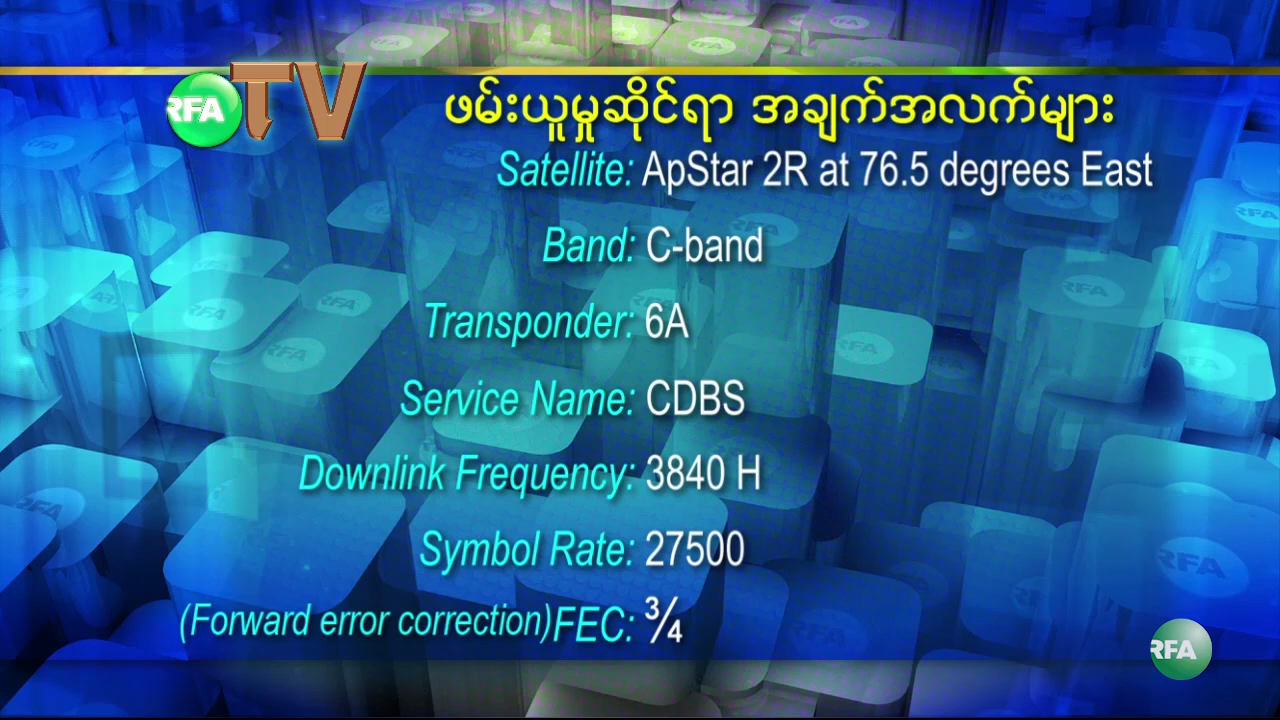 RFA TV
ဖမ်းယူမှုဆိုင်ရာ အချက်အလက်များ
Satellite: ApStar 2R at 76.5 degrees East
Band: C-band
Transponder: 6A
Service Name: CDBS
Downlink Frequency: 3840 H
Symbol Rate: 27500
(Forward error correction)FEC: ¾
RFA